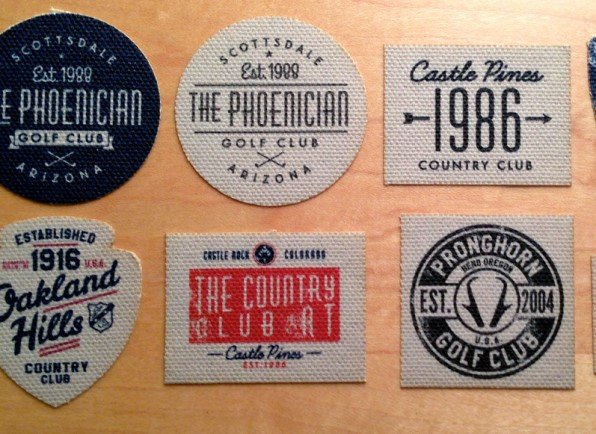 SCOTTSDALE
Est. 1988
THE PHOENICIAN
GOLF CLUB
ARIZONA
SCOTTSDALE
Est. 1988
THE PHOENICIAN
GOLF CLUB
ARIZONA
Castle Pines
1986
COUNTRY CLUB
ESTABLISHED
1916 U.S.A.
Oakland
Hills
COUNTRY
CLUB
CASTLE ROCK COLORADO
THE COUNTRY
CLUB AT
Castle Pines
EST. 1986
PRONGHORN
BEND OREGON
EST. 2004
U.S.A.
GOLF CLUB